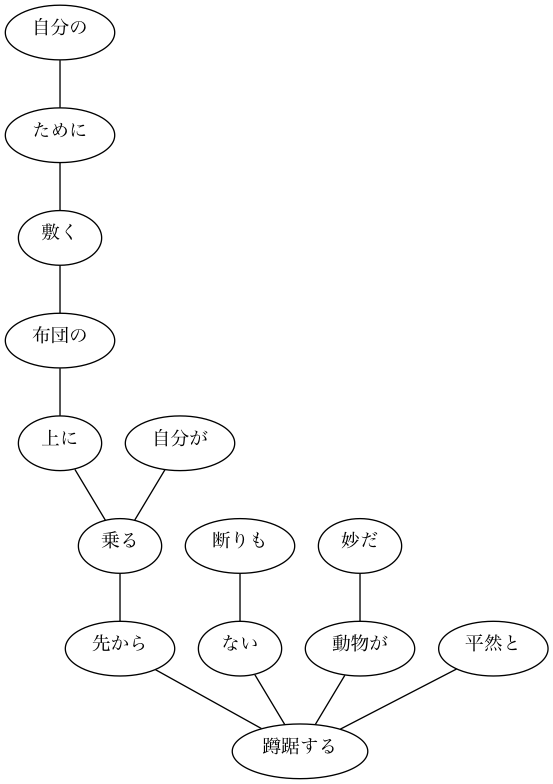 自分の
ために
敷く
布団の
上に
自分が
乗る
断りも
妙だ
先から
ない
動物が
平然と
蹲踞する